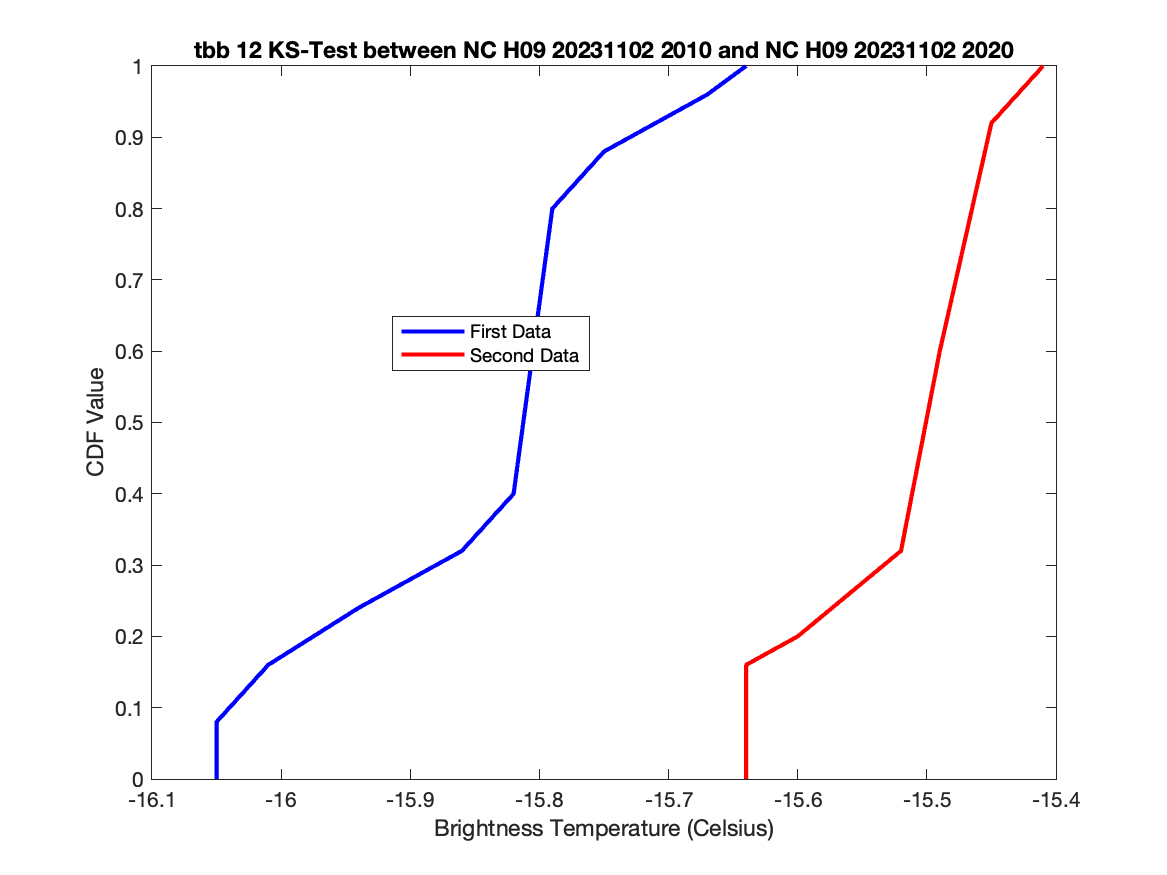 tbb 12 KS-Test between NC H09 20231102 2010 and NC H09 20231102 2020
1
0.9
0.8
0.7
0.6
0.5
0.4
0.3
0.2
0.1
0
CDF Value
First Data
Second Data
-16.1 -16 -15.9 -15.8 -15.7 -15.6 -15.5 -15.4
Brightness Temperature (Celsius)